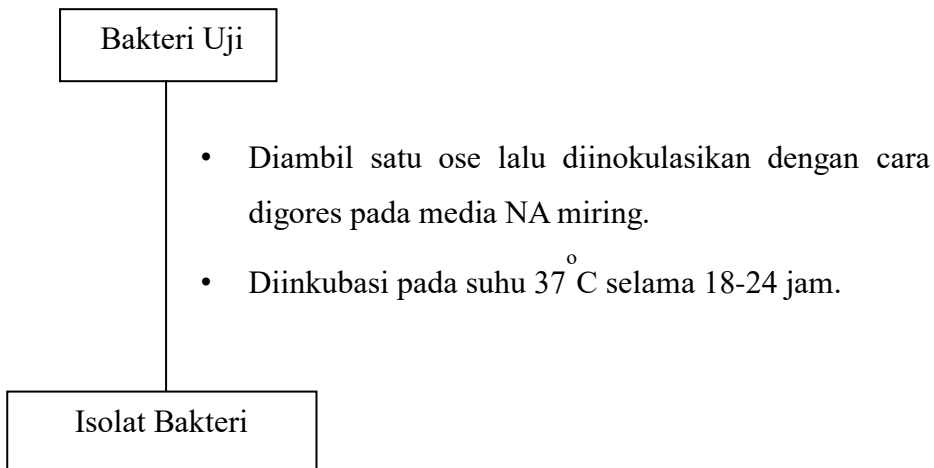 Bakteri Uji
• Diambil satu ose lalu diinokulasikan dengan cara
digores pada media NA miring.
• Diinkubasi pada suhu 37°C selama 18-24 jam.
Isolat Bakteri